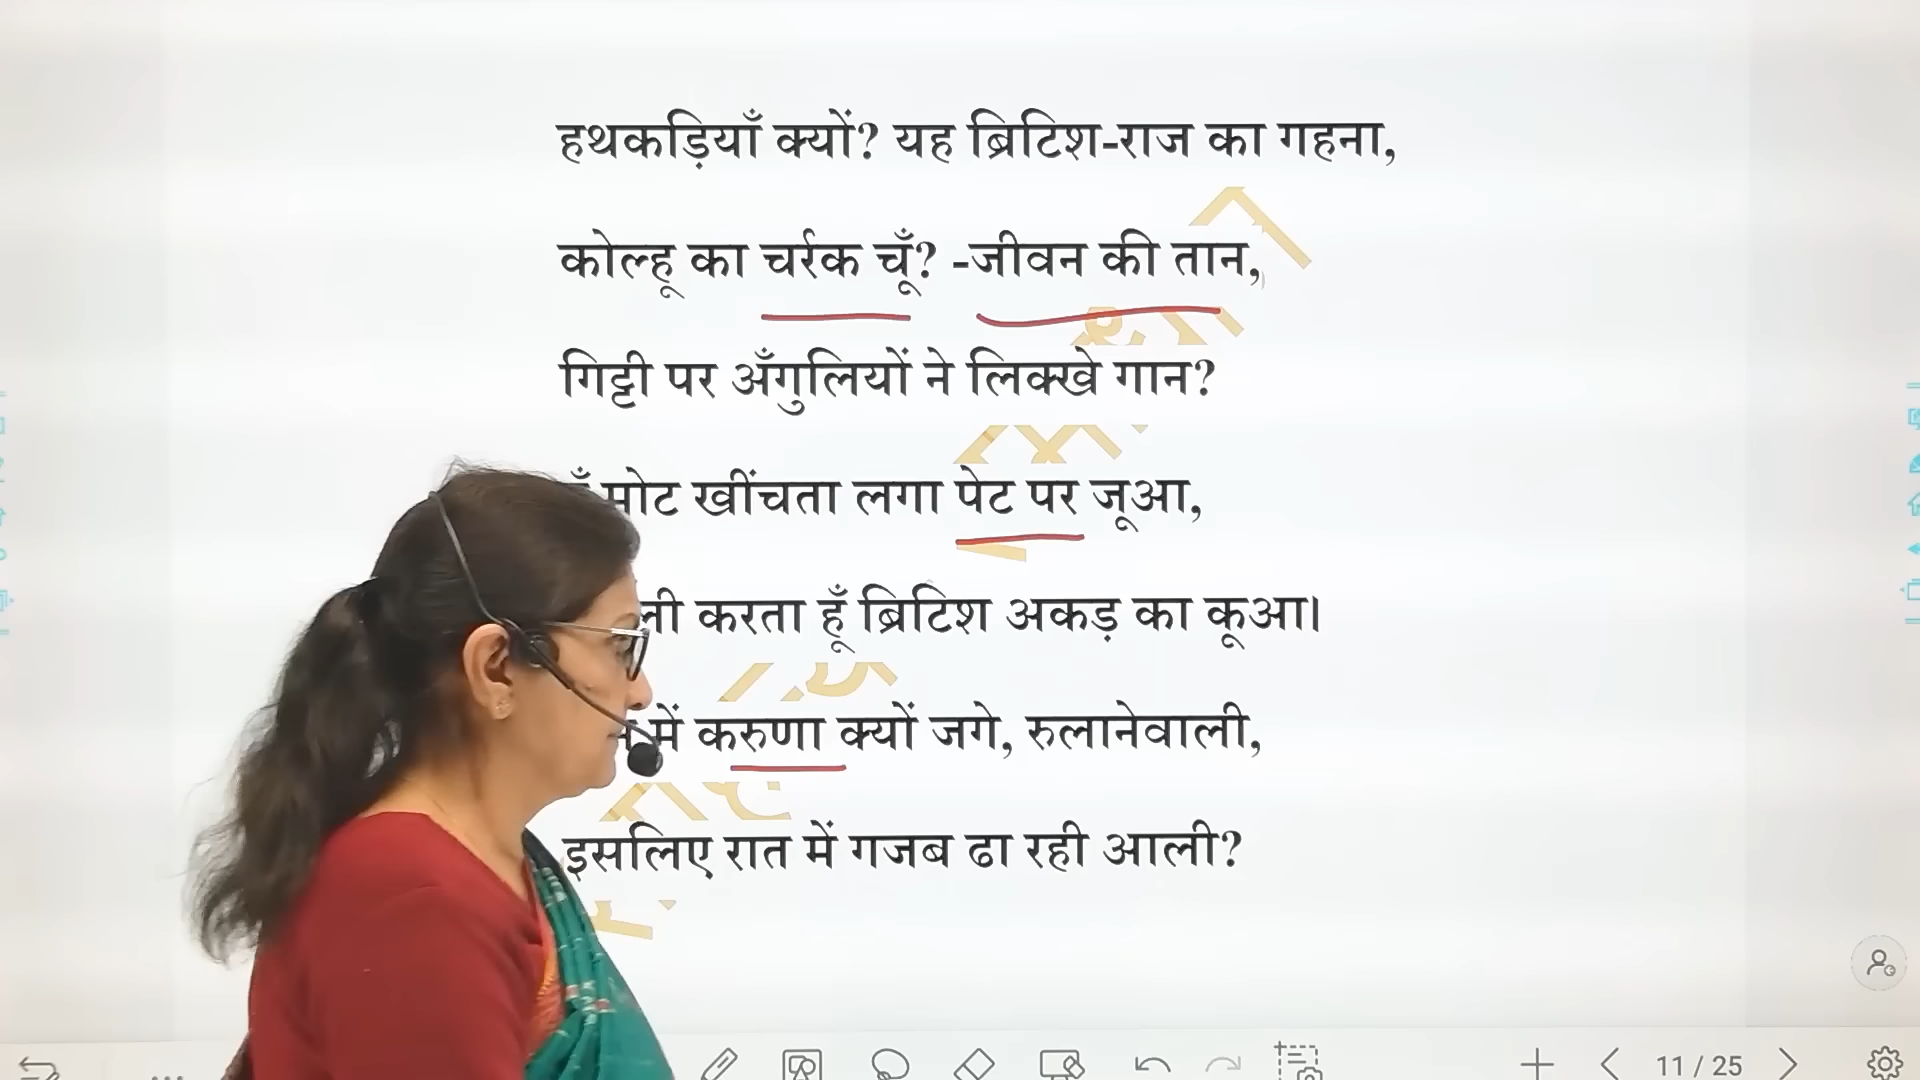 हथकड़ियाँ क्यों? यह ब्रिटिश-राज का गहना,
कोल्हू का चर्रक चूँ? -जीवन की तान,
गिट्टी पर अँगुलियों ने लिक्खे गान?
मोट खींचता लगा पेट पर जूआ,
करता हूँ ब्रिटिश अकड़ का कूआ।
में करुणा क्यों जगे, रुलानेवाली,
इसलिए रात में गजब ढा रही आली?
11 / 25